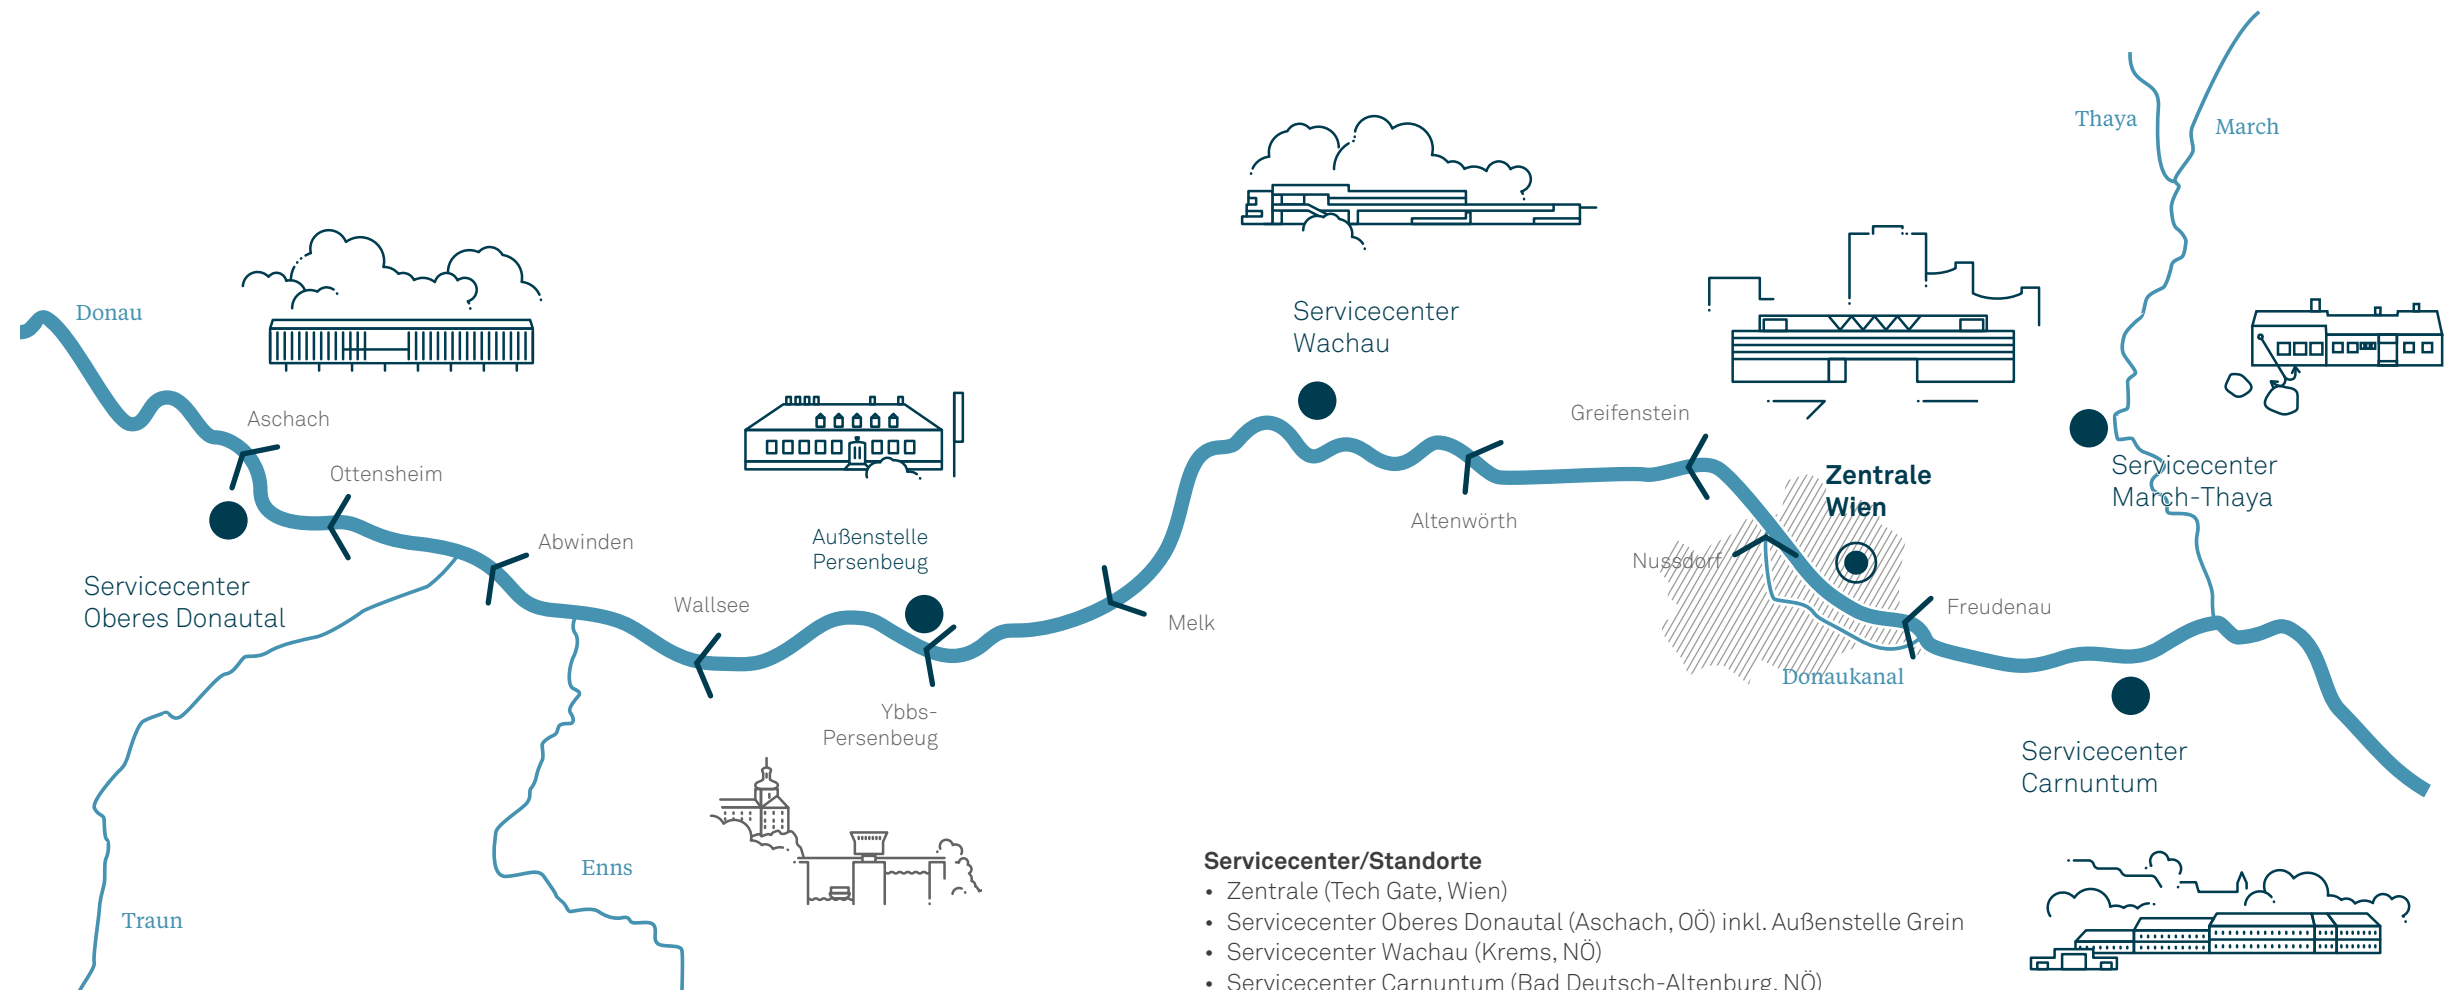 Thaya
March
Donau
Servicecenter
Wachau
Aschach
Greifenstein
Ottensheim
Zentrale
Wien
Servicecenter
March-Thaya
Altenwörth
Abwinden
Außenstelle
Persenbeug
Nussdorf
Servicecenter
Oberes Donautal
Wallsee
Melk
Freudenau
Donaukanal
Ybbs-
Persenbeug
Servicecenter
Carnuntum
Enns
Traun
Servicecenter/Standorte
• Zentrale (Tech Gate, Wien)
• Servicecenter Oberes Donautal (Aschach, OÖ) inkl. Außenstelle Grein
• Servicecenter Wachau (Krems, NÖ)
• Servicecenter Carnuntum (Bad Deutsch-Altenburg, NÖ)